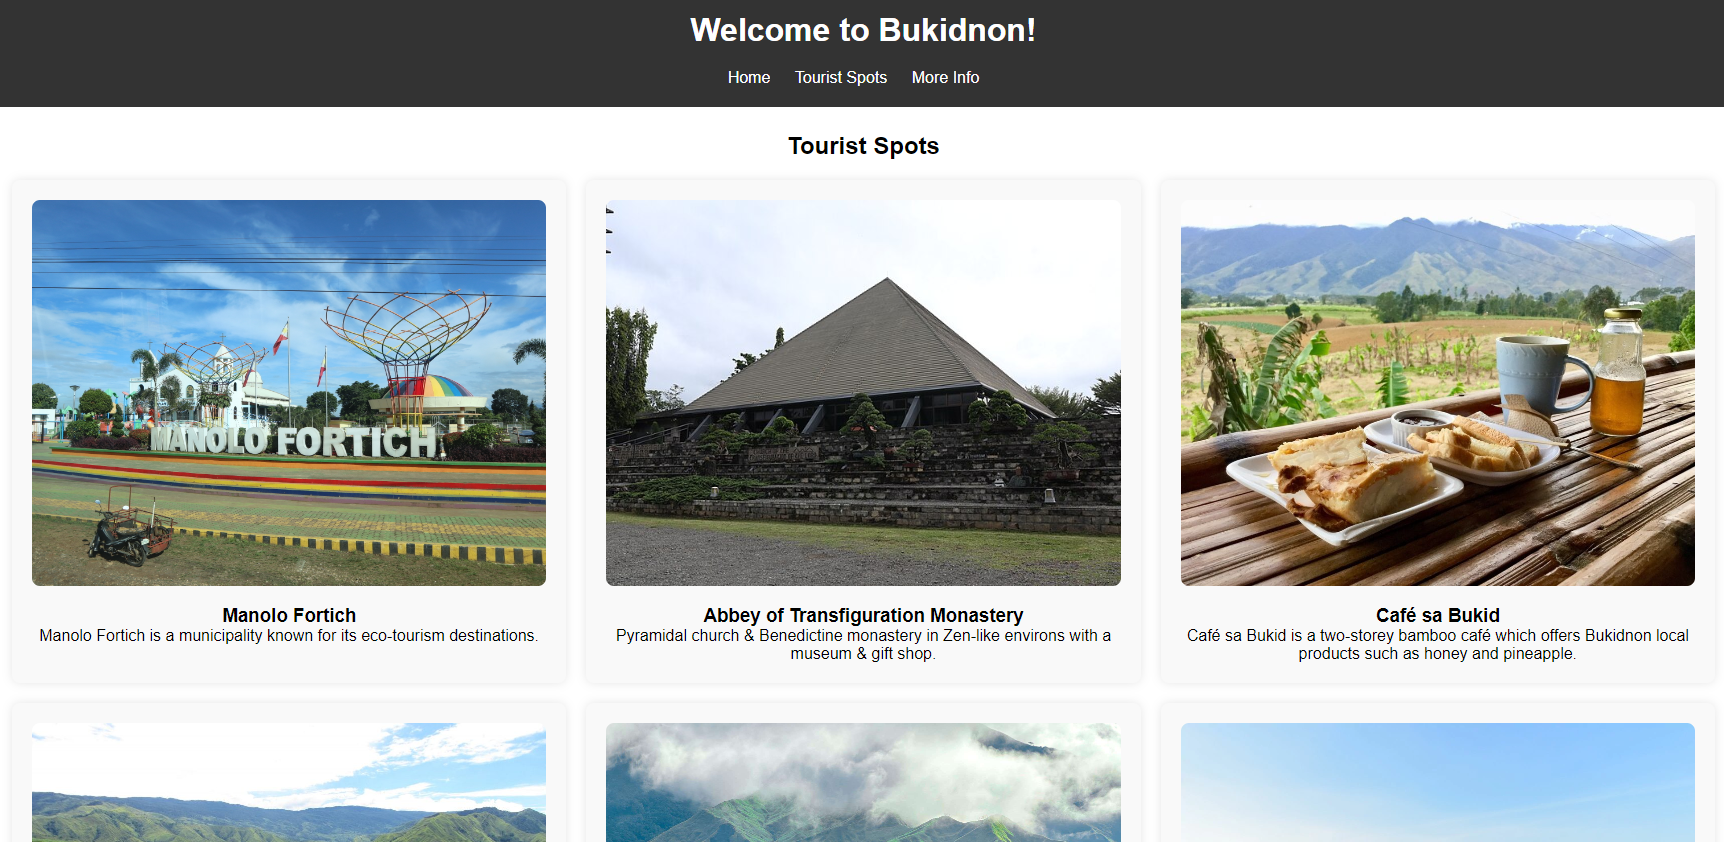 Welcome to Bukidnon!
Home Tourist Spots More Info
Tourist Spots
MANOLO FORTICH
Manolo Fortich
Manolo Fortich is a municipality known for its eco-tourism destinations.
Abbey of Transfiguration Monastery
Pyramidal church & Benedictine monastery in Zen-like environs with a
museum & gift shop.
Café sa Bukid
Café sa Bukid is a two-storey bamboo café which offers Bukidnon local
products such as honey and pineapple.